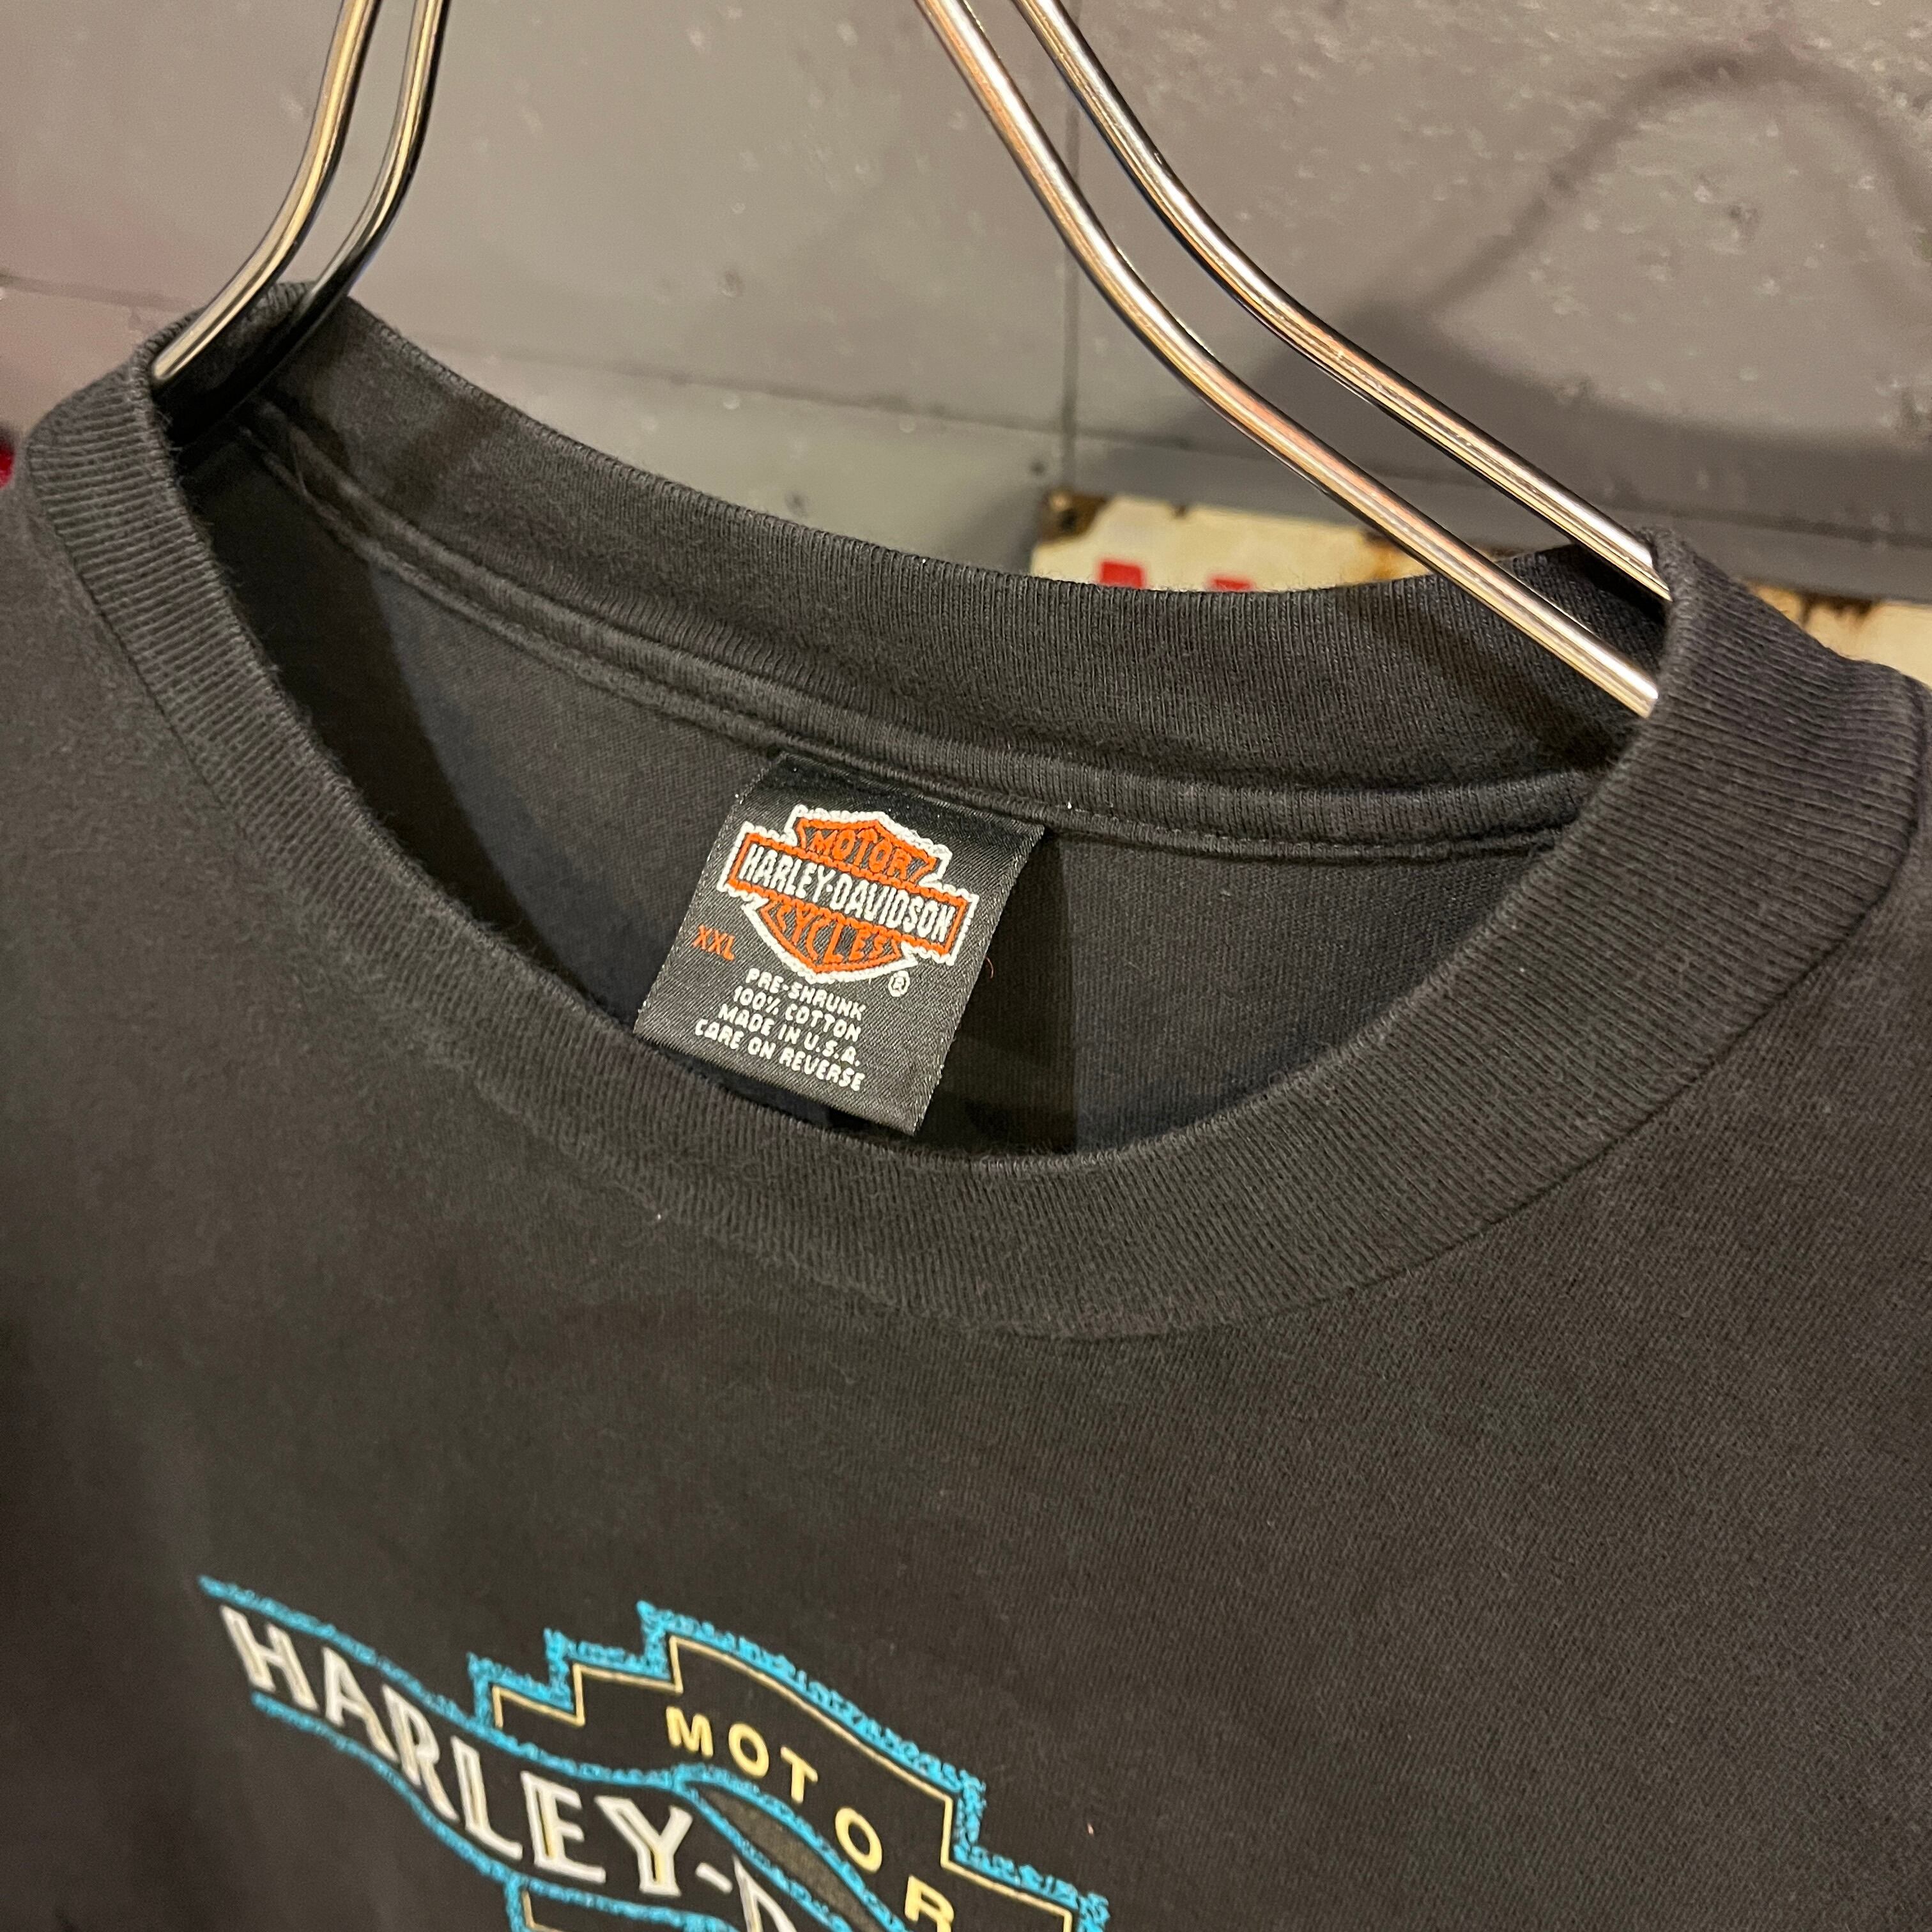 MOTOR
HARLEY-DAVIDSON
CYCLES
®
XXL
PRE-SHRUNK
100% COTTON
MADE IN U.S.A.
CARE ON REVERSE
MOTOR
HARLEY-D